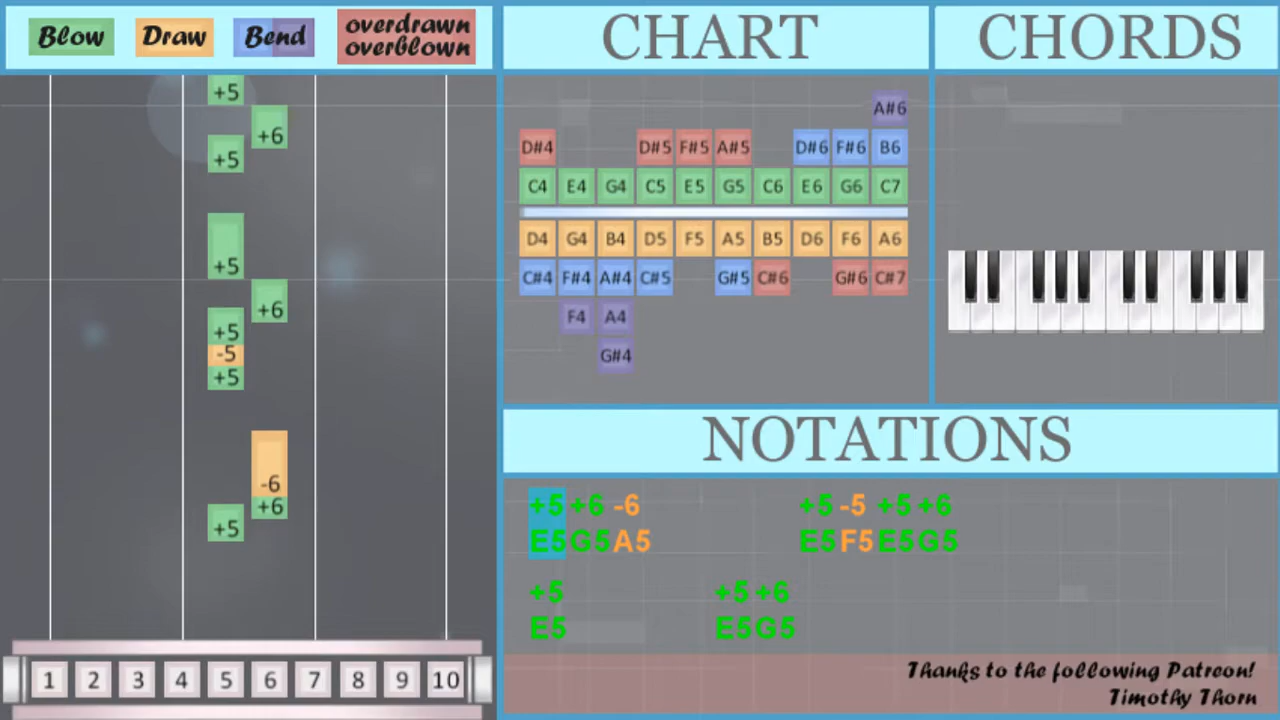 Blow Draw Bend overdrawn
overblown
CHART
CHORDS
+5
+6
+5
+5
+6
+5
-5
+5
-6
+6
+5
1 2 3 4 5 6 7 8 9 10
A#6
D#4 D#5 F#5 A#5 D#6 F#6 B6
C4 E4 G4 C5 E5 G5 C6 E6 G6 C7
D4 G4 B4 D5 F5 A5 B5 D6 F6 A6
C#4 F#4 A#4 C#5 G#5 C#6 G#6 C#7
F4 A4
G#4
NOTATIONS
+5 +6 -6 +5 -5 +5 +6
E5 G5 A5 E5 F5 E5 G5
+5 +5 +6
E5 E5 G5
Thanks to the following Patreon!
Timothy Thorn